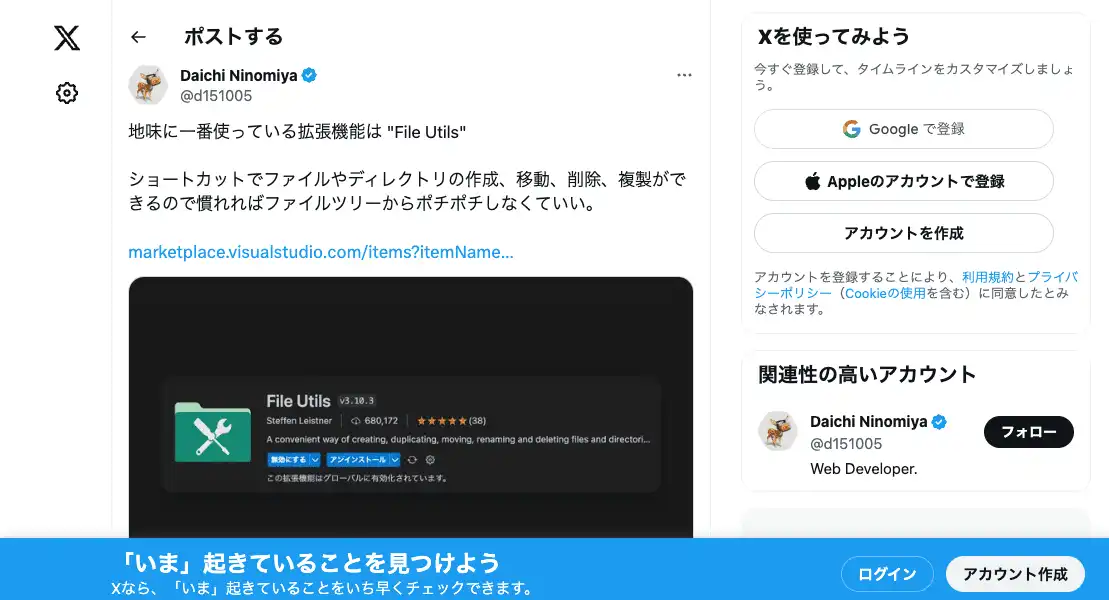 ポストする
Daichi Ninomiya
@d151005
地味に一番使っている拡張機能は "File Utils"
ショートカットでファイルやディレクトリの作成、移動、削除、複製がで
きるので慣れればファイルツリーからポチポチしなくていい。
marketplace.visualstudio.com/items?itemName...
File Utils v3.10.3
Steffen Leistner 680,172 (38)
A convenient way of creating, duplicating, moving, renaming and deleting files and directori...
無効にする アンインストール
この拡張機能はグローバルに有効化されています。
Xを使ってみよう
今すぐ登録して、タイムラインをカスタマイズしましょ
う。
Google で登録
Appleのアカウントで登録
アカウントを作成
アカウントを登録することにより、利用規約とプライバ
シーポリシー（Cookieの使用を含む）に同意したとみ
なされます。
関連性の高いアカウント
Daichi Ninomiya
@d151005
フォロー
Web Developer.
「いま」起きていることを見つけよう
Xなら、「いま」起きていることをいち早くチェックできます。
ログイン
アカウント作成